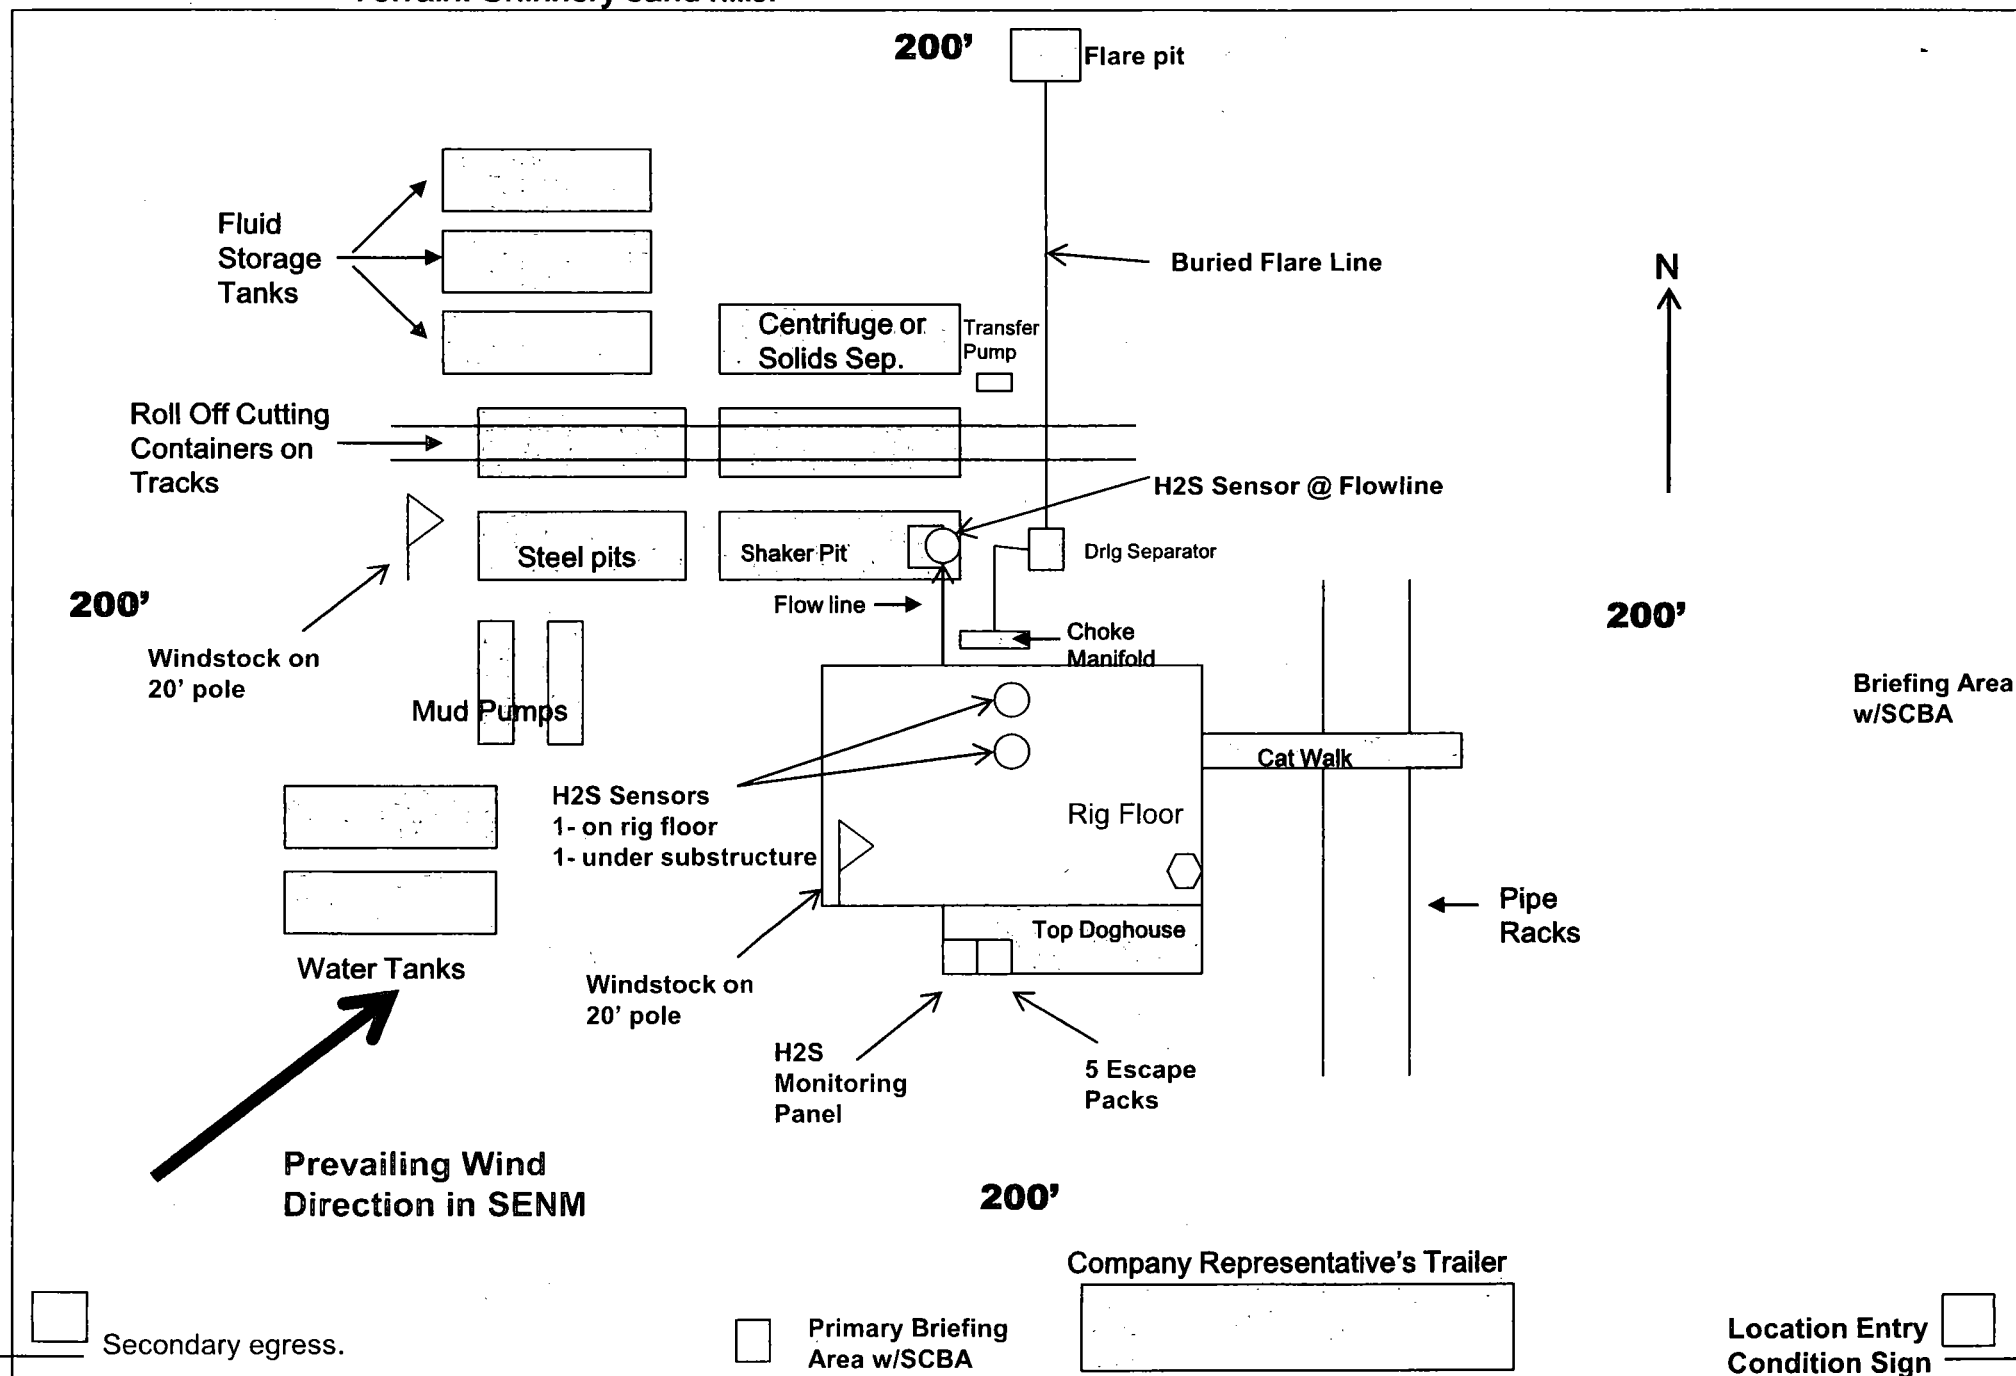 Terrain: Shinnery sand hills.
200’
Flare pit
Fluid
Storage
Tanks
Buried Flare Line
N
Centrifuge or
Solids Sep.
Transfer
Pump
Roll Off Cutting
Containers on
Tracks
H2S Sensor @ Flowline
Steel pits
Shaker Pit
Drlg Separator
200’
Flow line
200’
Windstock on
20’ pole
Choke
Manifold
Briefing Area
w/SCBA
Mud Pumps
Cat Walk
H2S Sensors
1- on rig floor
1- under substructure
Rig Floor
Pipe
Racks
Top Doghouse
Water Tanks
Windstock on
20’ pole
H2S
Monitoring
Panel
5 Escape
Packs
Prevailing Wind
Direction in SENM
200’
Company Representative’s Trailer
Secondary egress.
Primary Briefing
Area w/SCBA
Location Entry
Condition Sign